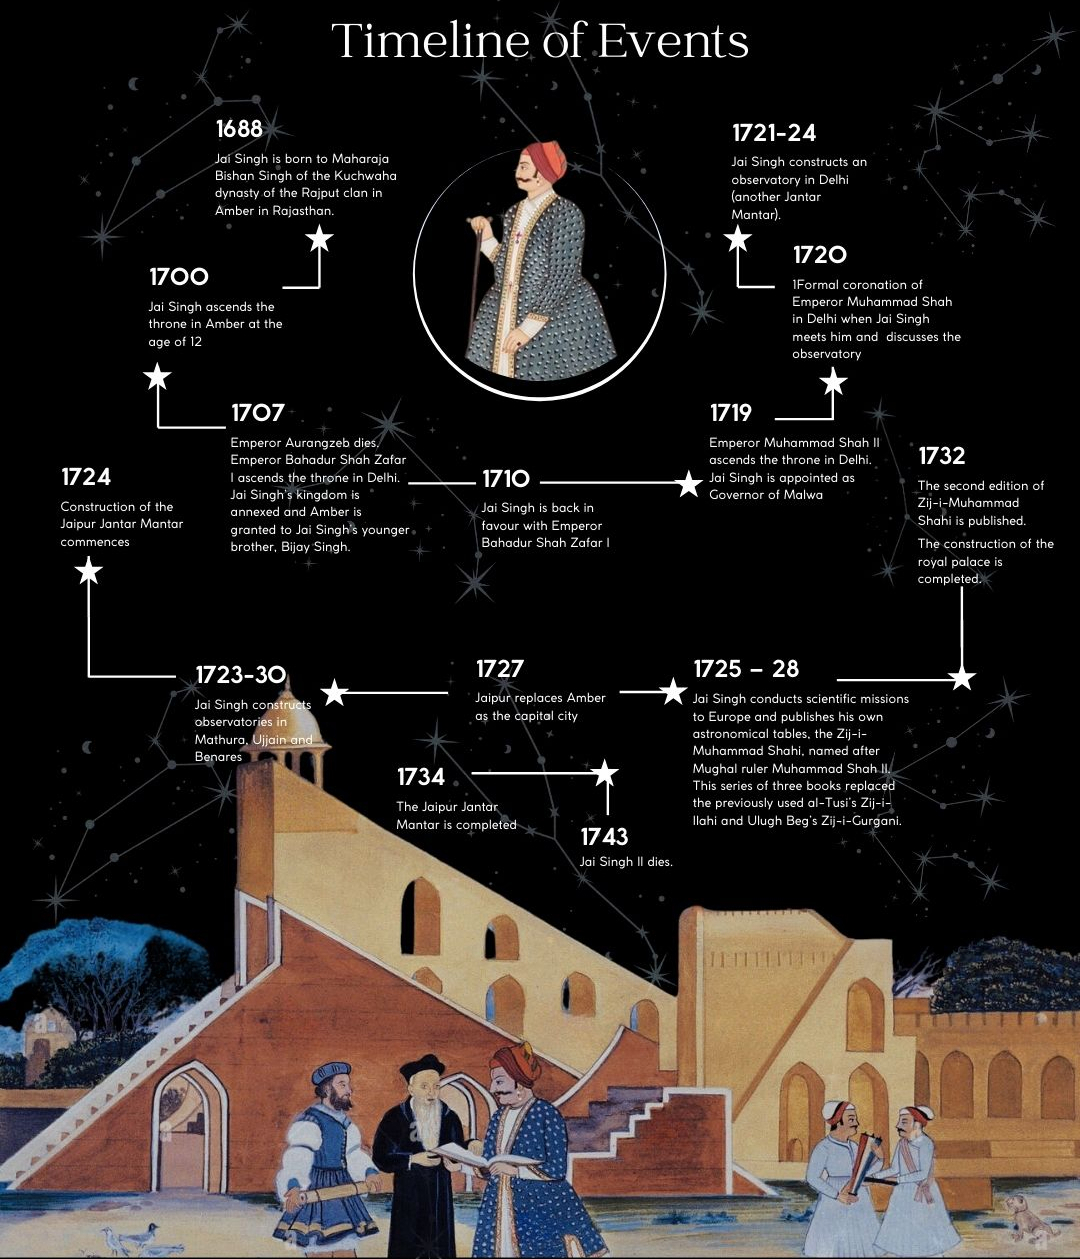 Timeline of Events
1688
Jai Singh is born to Maharaja
Bishan Singh of the Kuchwaha
dynasty of the Rajput clan in
Amber in Rajasthan.
1700
Jai Singh ascends the
throne in Amber at the
age of 12
1707
Emperor Aurangzeb dies.
Emperor Bahadur Shah Zafar
I ascends the throne in Delhi.
Jai Singh's kingdom is
annexed and Amber is
granted to Jai Singh's younger
brother, Bijay Singh.
1710
Jai Singh is back in
favour with Emperor
Bahadur Shah Zafar I
1719
Emperor Muhammad Shah II
ascends the throne in Delhi.
Jai Singh is appointed as
Governor of Malwa
1720
1Formal coronation of
Emperor Muhammad Shah
in Delhi when Jai Singh
meets him and discusses the
observatory
1721-24
Jai Singh constructs an
observatory in Delhi
(another Jantar
Mantar).
1724
Construction of the
Jaipur Jantar Mantar
commences
1723-30
Jai Singh constructs
observatories in
Mathura, Ujjain and
Benares
1727
Jaipur replaces Amber
as the capital city
1725 – 28
Jai Singh conducts scientific missions
to Europe and publishes his own
astronomical tables, the Zij-i-
Muhammad Shahi, named after
Mughal ruler Muhammad Shah II.
This series of three books replaced
the previously used al-Tusi's Zij-i-
Ilahi and Ulugh Beg's Zij-i-Gurgani.
1732
The second edition of
Zij-i-Muhammad
Shahi is published.
The construction of the
royal palace is
completed.
1734
The Jaipur Jantar
Mantar is completed
1743
Jai Singh II dies.
a
a
a